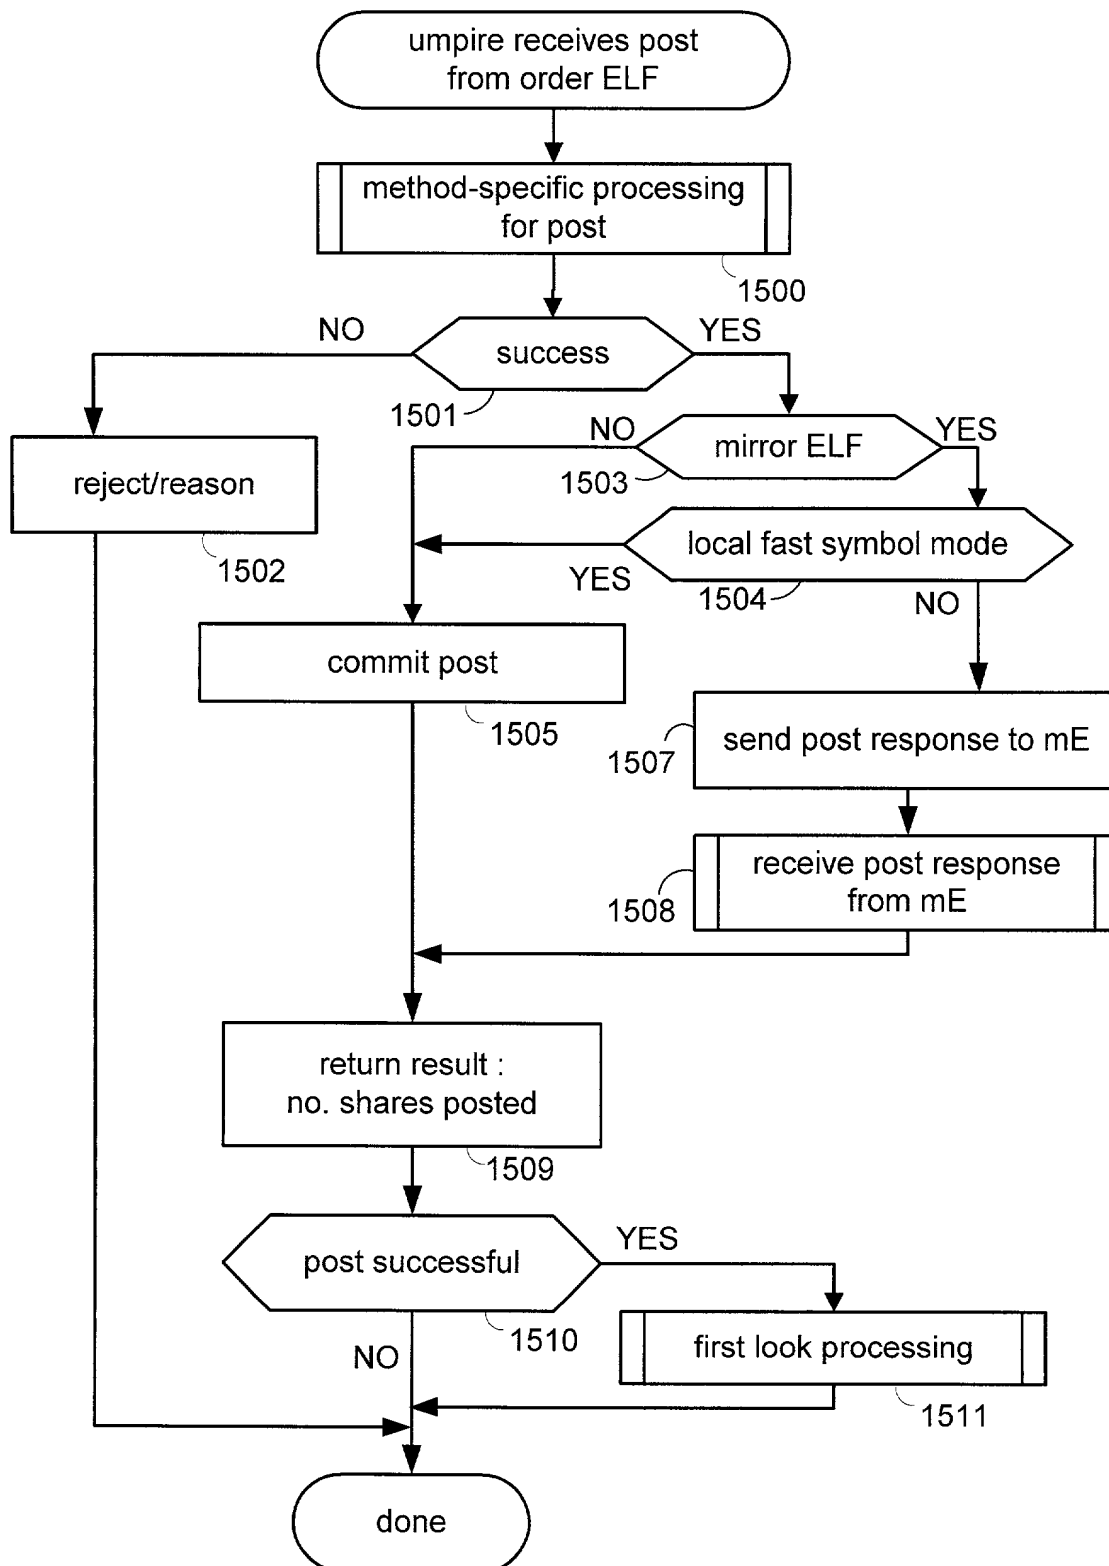 umpire receives post
from order ELF
method-specific processing
for post
1500
NO
YES
success
1501
NO
YES
mirror ELF
1503
reject/reason
1502
local fast symbol mode
YES
1504
NO
commit post
1505
send post response to mE
1507
receive post response
from mE
1508
return result :
no. shares posted
1509
post successful
YES
1510
NO
first look processing
1511
done